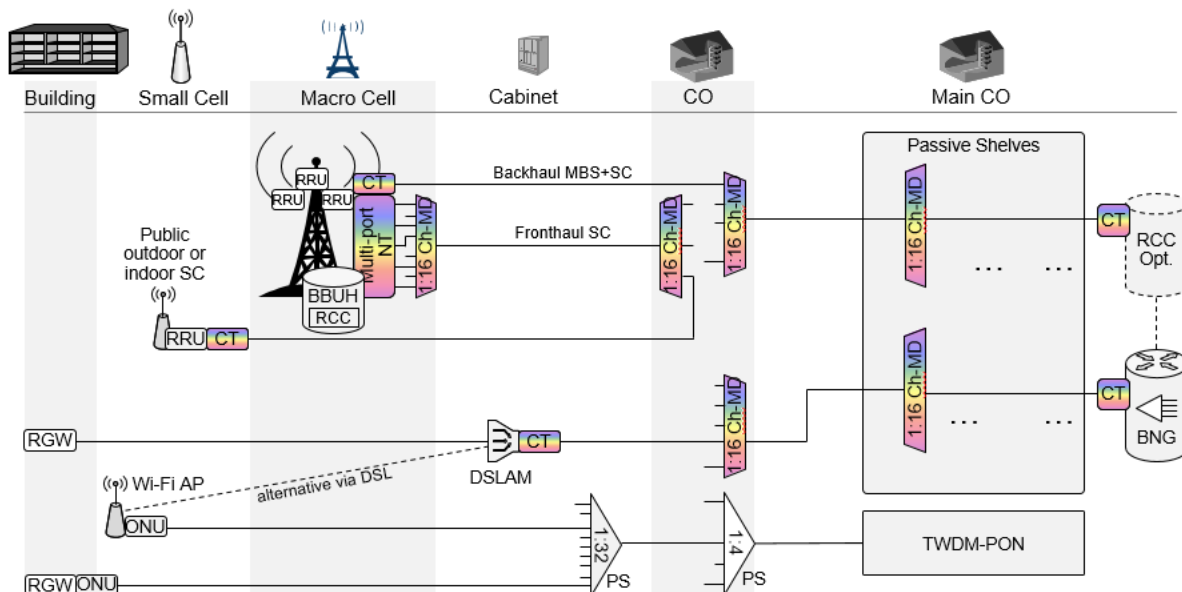 Building
Small Cell
Macro Cell
Cabinet
CO
Main CO
Passive Shelves
RRU
RRU
RRU
CT
Backhaul MBS+SC
1:16 Ch-MD
Multi-port
NT
1:16 Ch-MD
Fronthaul SC
1:16 Ch-MD
1:16 Ch-MD
CT
RCC
Opt.
Public
outdoor or
indoor SC
... ...
BBUH
RCC
RRU
CT
1:16 Ch-MD
1:16 Ch-MD
CT
BNG
... ...
RGW
CT
DSLAM
alternative via DSL
Wi-Fi AP
ONU
1:32
PS
1:4
PS
TWDM-PON
RGW
ONU